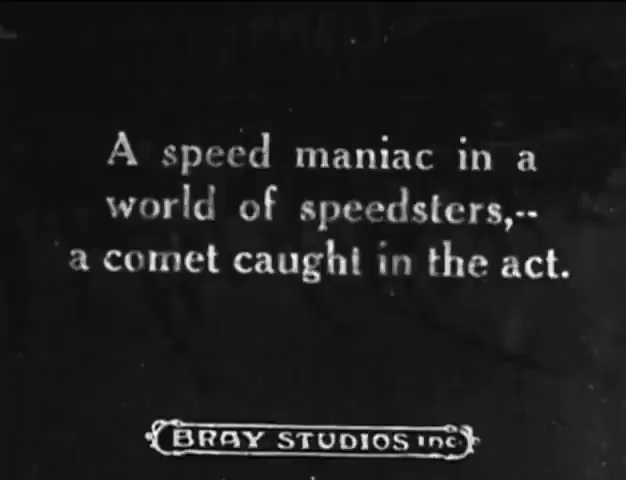 A speed maniac in a
world of speedsters,--
a comet caught in the act.
BRAY STUDIOS INC